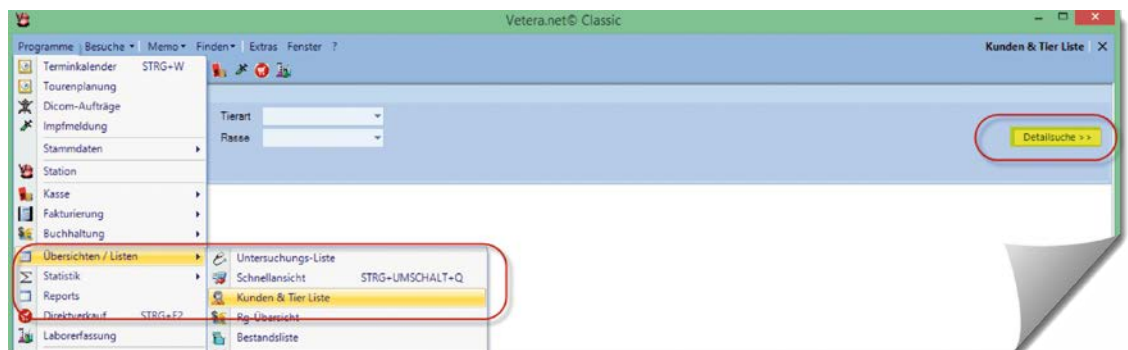 Vetera.net© Classic
Programme Besuche Memo Finden Extras Fenster ? Kunden & Tier Liste X
Terminkalender STRG+W
Tourenplanung
Dicom-Aufträge
Impfmeldung
Stammdaten
Station
Kasse
Fakturierung
Buchhaltung
Übersichten / Listen
Statistik
Reports
Direktverkauf STRG+F2
Laborerfassung
Tierart
Rasse
Detailsuche >>
Untersuchungs-Liste
Schnellansicht STRG+UMSCHALT+Q
Kunden & Tier Liste
Rg-Übersicht
Bestandsliste